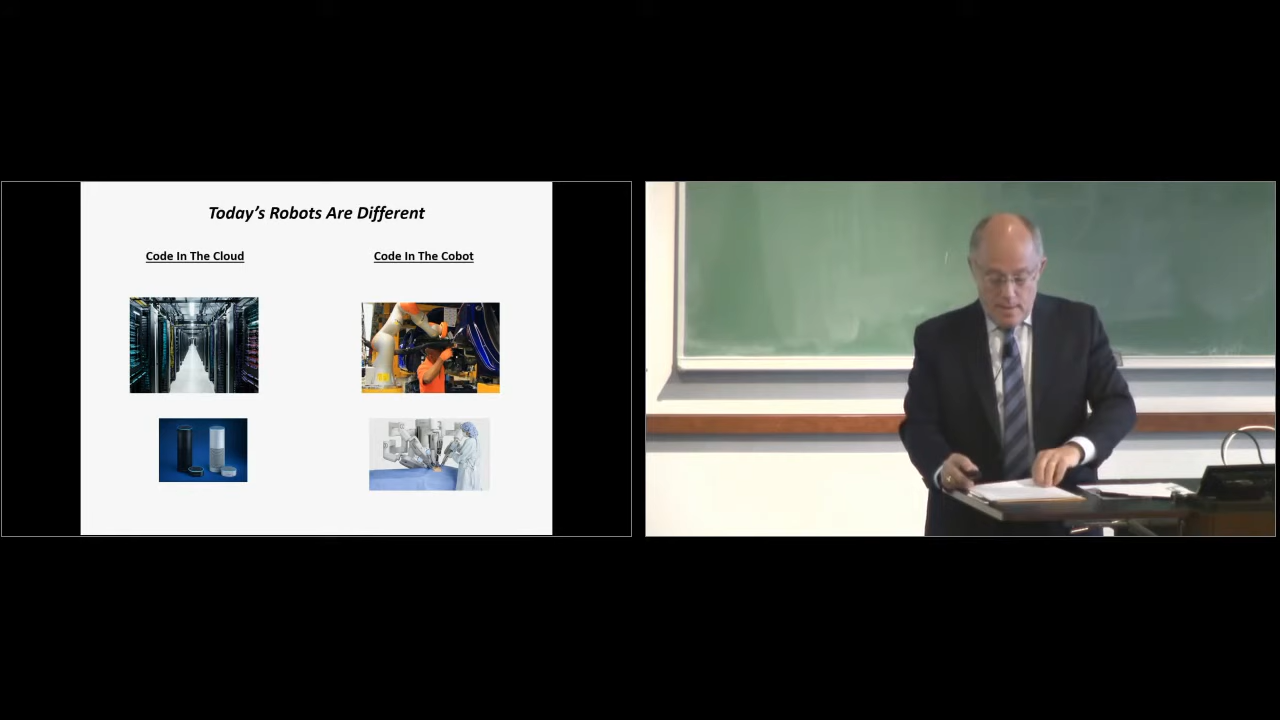 Today's Robots Are Different
Code In The Cloud
Code In The Cobot